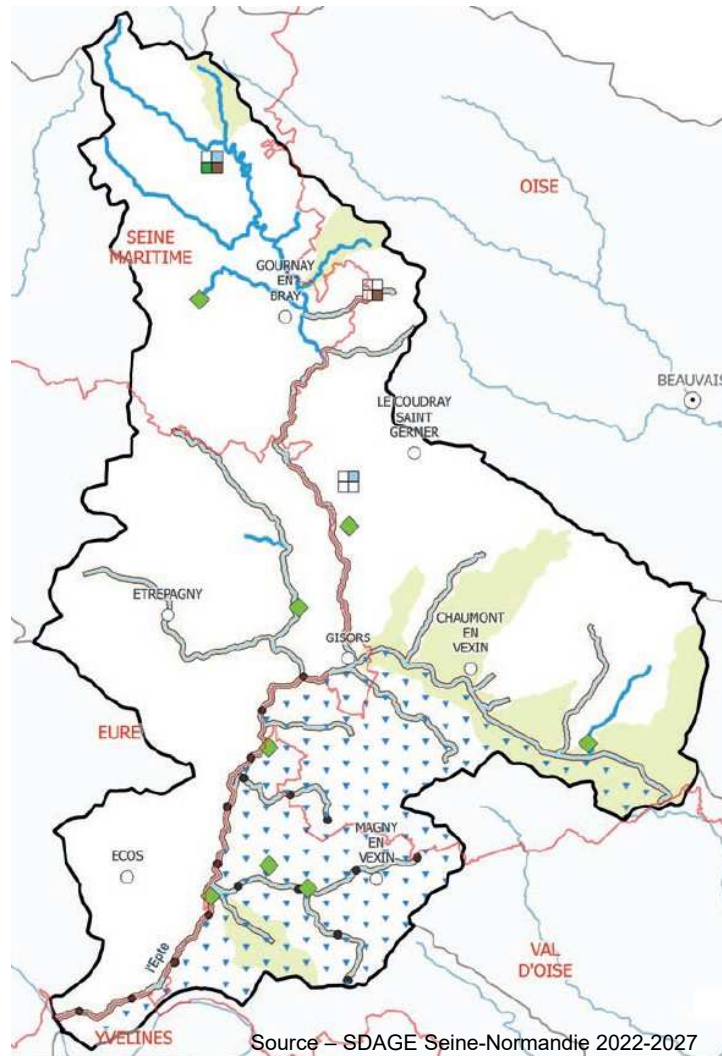 OISE
SEINE
MARITIME
GOURNAY
EN
BRAY
BEAUVAIS
LE COUDRAY
SAINT
GERMER
ETREPAGNY
CHAUMONT
EN
VEXIN
GISORS
EURE
MAGNY
EN
VEXIN
ECOS
l'Epte
VAL
D'OISE
YVELINES
Source – SDAGE Seine-Normandie 2022-2027